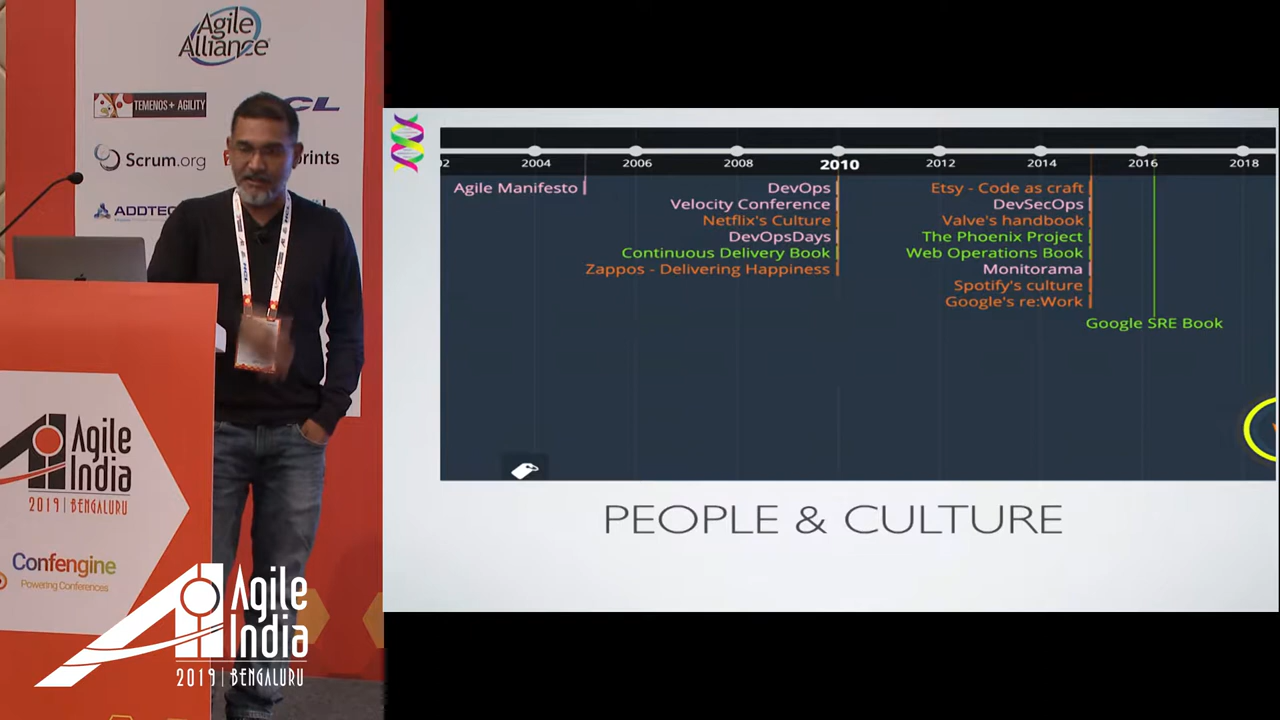 Agile
Alliance
TEMENOS + AGILITY
CL
Scrum.org
prints
ADDTEC
Agile
India
2019 | BENGALURU
Confengine
Powering Conferences
Agile
India
2019 | BENGALURU
02 2004 2006 2008 2010 2012 2014 2016 2018
Agile Manifesto
DevOps
Velocity Conference
Netflix's Culture
DevOpsDays
Continuous Delivery Book
Zappos - Delivering Happiness
Etsy - Code as craft
DevSecOps
Valve's handbook
The Phoenix Project
Web Operations Book
Monitorama
Spotify's culture
Google's re:Work
Google SRE Book
PEOPLE & CULTURE